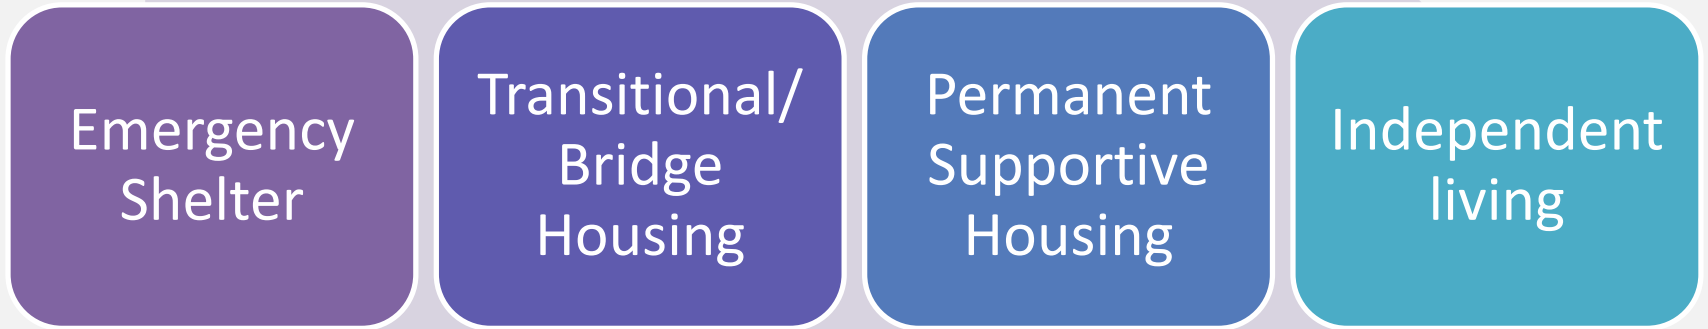 Emergency
Shelter
Transitional/
Bridge
Housing
Permanent
Supportive
Housing
Independent
living